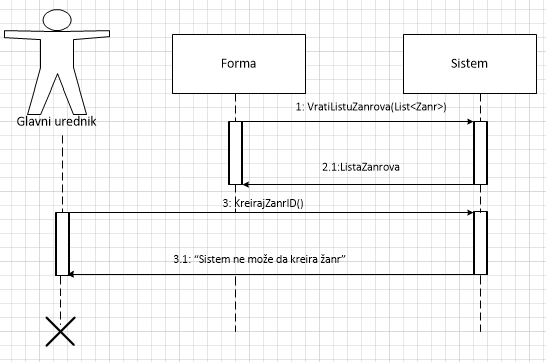 Forma
Sistem
Glavni urednik
1: VratiListuZanrova(List<Zanr>)
2.1:ListaZanrova
3: KreirajZanrID()
3.1: “Sistem ne može da kreira žanr”